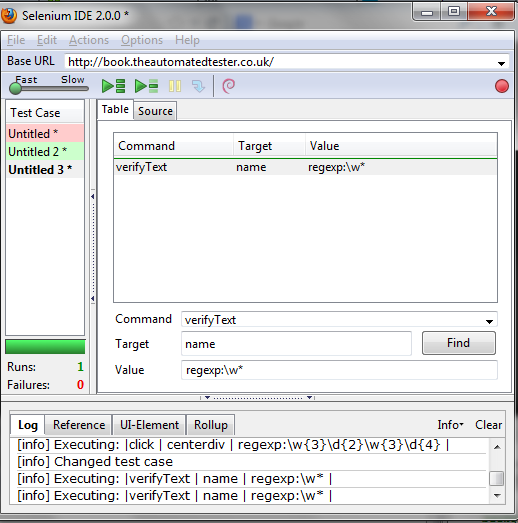 Selenium IDE 2.0.0 *
File Edit Actions Options Help
Base URL http://book.theautomatedtester.co.uk/
Fast Slow
Test Case
Untitled *
Untitled 2 *
Untitled 3 *
Runs: 1
Failures: 0
Table Source
Command Target Value
verifyText name regexp:\w*
Command verifyText
Target name Find
Value regexp:\w*
Log Reference UI-Element Rollup Info Clear
[info] Executing: |click | centerdiv | regexp:\w{3}\d{2}\w{3}\d{4} |
[info] Changed test case
[info] Executing: |verifyText | name | regexp:\w* |
[info] Executing: |verifyText | name | regexp:\w* |